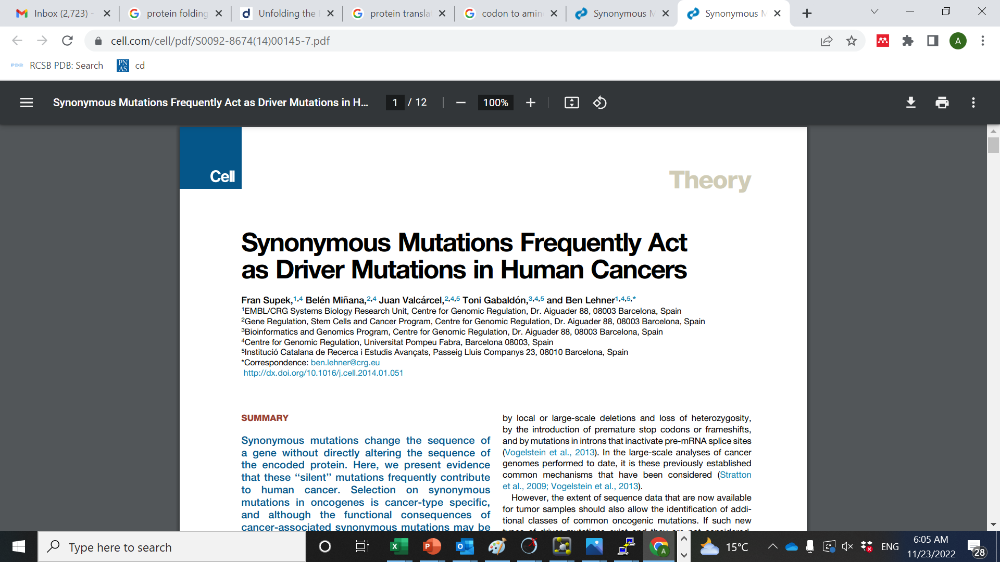 Inbox (2,723) -
protein folding
Unfolding the
protein transla
codon to amin
Synonymous M
Synonymous M
cell.com/cell/pdf/S0092-8674(14)00145-7.pdf
A
PDB RCSB PDB: Search
PN AS cd
Synonymous Mutations Frequently Act as Driver Mutations in H...
1 / 12
100%
Cell
Theory
Synonymous Mutations Frequently Act
as Driver Mutations in Human Cancers
Fran Supek,1,4 Belén Miñana,2,4 Juan Valcárcel,2,4,5 Toni Gabaldón,3,4,5 and Ben Lehner1,4,5,*
1EMBL/CRG Systems Biology Research Unit, Centre for Genomic Regulation, Dr. Aiguader 88, 08003 Barcelona, Spain
2Gene Regulation, Stem Cells and Cancer Program, Centre for Genomic Regulation, Dr. Aiguader 88, 08003 Barcelona, Spain
3Bioinformatics and Genomics Program, Centre for Genomic Regulation, Dr. Aiguader 88, 08003 Barcelona, Spain
4Centre for Genomic Regulation, Universitat Pompeu Fabra, Barcelona 08003, Spain
5Institució Catalana de Recerca i Estudis Avançats, Passeig Lluis Companys 23, 08010 Barcelona, Spain
*Correspondence: ben.lehner@crg.eu
http://dx.doi.org/10.1016/j.cell.2014.01.051
SUMMARY
Synonymous mutations change the sequence of
a gene without directly altering the sequence of
the encoded protein. Here, we present evidence
that these ‘‘silent’’ mutations frequently contribute
to human cancer. Selection on synonymous
mutations in oncogenes is cancer-type specific,
and although the functional consequences of
cancer-associated synonymous mutations may be
by local or large-scale deletions and loss of heterozygosity,
by the introduction of premature stop codons or frameshifts,
and by mutations in introns that inactivate pre-mRNA splice sites
(Vogelstein et al., 2013). In the large-scale analyses of cancer
genomes performed to date, it is these previously established
common mechanisms that have been considered (Stratton
et al., 2009; Vogelstein et al., 2013).
However, the extent of sequence data that are now available
for tumor samples should also allow the identification of addi-
tional classes of common oncogenic mutations. If such new
Type here to search
A
15°C
ENG
6:05 AM
11/23/2022
28